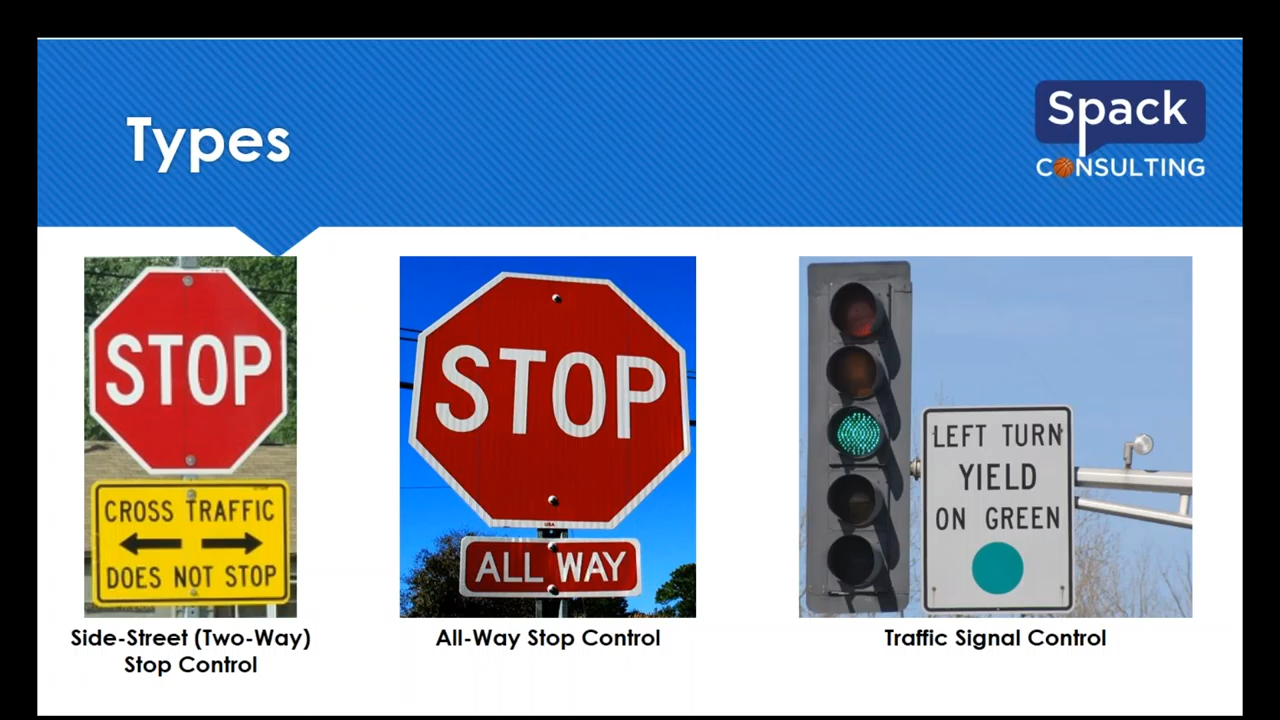 Types
Spack
CONSULTING
STOP
CROSS TRAFFIC
DOES NOT STOP
Side-Street (Two-Way)
Stop Control
STOP
ALL WAY
All-Way Stop Control
LEFT TURN
YIELD
ON GREEN
Traffic Signal Control